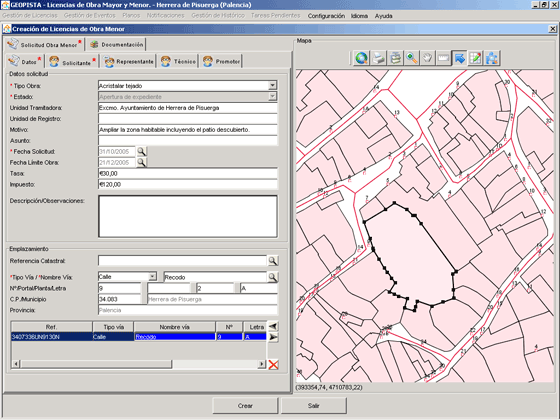 GEOPISTA - Licencias de Obra Mayor y Menor. - Herrera de Pisuerga (Palencia)
Gestión de Licencias Gestión de Eventos Planos Notificaciones Gestión de Histórico Tareas Pendientes Configuración Idioma Ayuda
Creación de Licencias de Obra Menor
Solicitud Obra Menor * Documentación
Datos * Solicitante * Representante Técnico Promotor
Datos solicitud
* Tipo Obra: Acristalar tejado
* Estado: Apertura de expediente
Unidad Tramitadora: Excmo. Ayuntamiento de Herrera de Pisuerga
Unidad de Registro:
Motivo: Ampliar la zona habitable incluyendo el patio descubierto.
Asunto:
* Fecha Solicitud: 31/10/2005
Fecha Límite Obra: 21/12/2005
Tasa: €30,00
Impuesto: €120,00
Descripción/Observaciones:
Emplazamiento
Referencia Catastral:
*Tipo Vía / *Nombre Vía: Calle Recodo
Nº/Portal/Planta/Letra 9 2 A
C.P./Municipio 34.083 Herrera de Pisuerga
Provincia: Palencia
Ref. Tipo vía Nombre vía Nº Letra
3407336UN9130N Calle Recodo 9 A
Mapa
(393354,74, 4710783,22)
Crear Salir